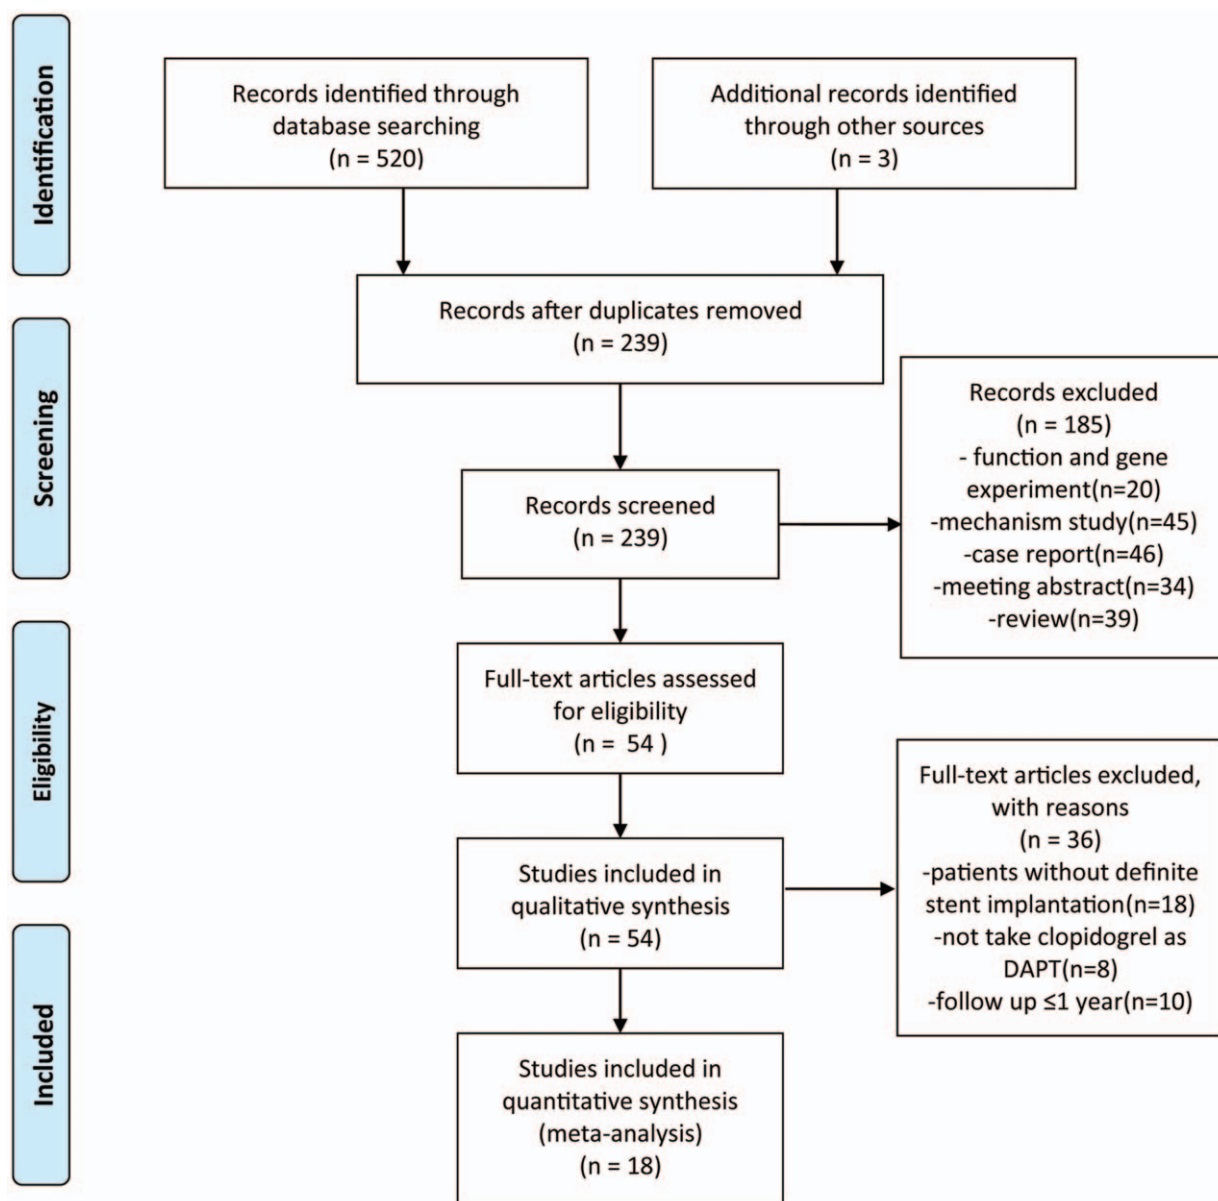 Identification
Records identified through
database searching
(n = 520)
Additional records identified
through other sources
(n = 3)
Records after duplicates removed
(n = 239)
Screening
Records screened
(n = 239)
Records excluded
(n = 185)
- function and gene
experiment(n=20)
-mechanism study(n=45)
-case report(n=46)
-meeting abstract(n=34)
-review(n=39)
Eligibility
Full-text articles assessed
for eligibility
(n =  54 )
Full-text articles excluded,
with reasons
(n = 36)
-patients without definite
stent implantation(n=18)
-not take clopidogrel as
DAPT(n=8)
-follow up ≤1 year(n=10)
Studies included in
qualitative synthesis
(n = 54)
Included
Studies included in
quantitative synthesis
(meta-analysis)
(n = 18)